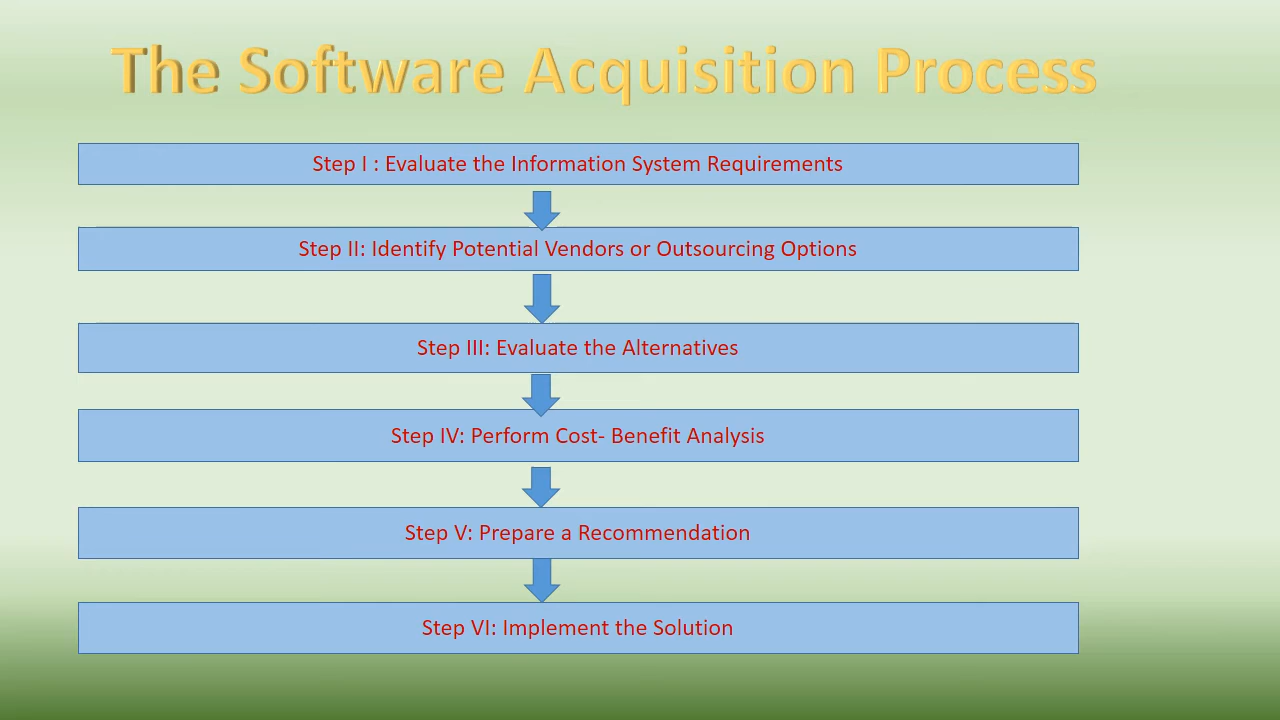 The Software Acquisition Process
Step I : Evaluate the Information System Requirements
Step II: Identify Potential Vendors or Outsourcing Options
Step III: Evaluate the Alternatives
Step IV: Perform Cost- Benefit Analysis
Step V: Prepare a Recommendation
Step VI: Implement the Solution